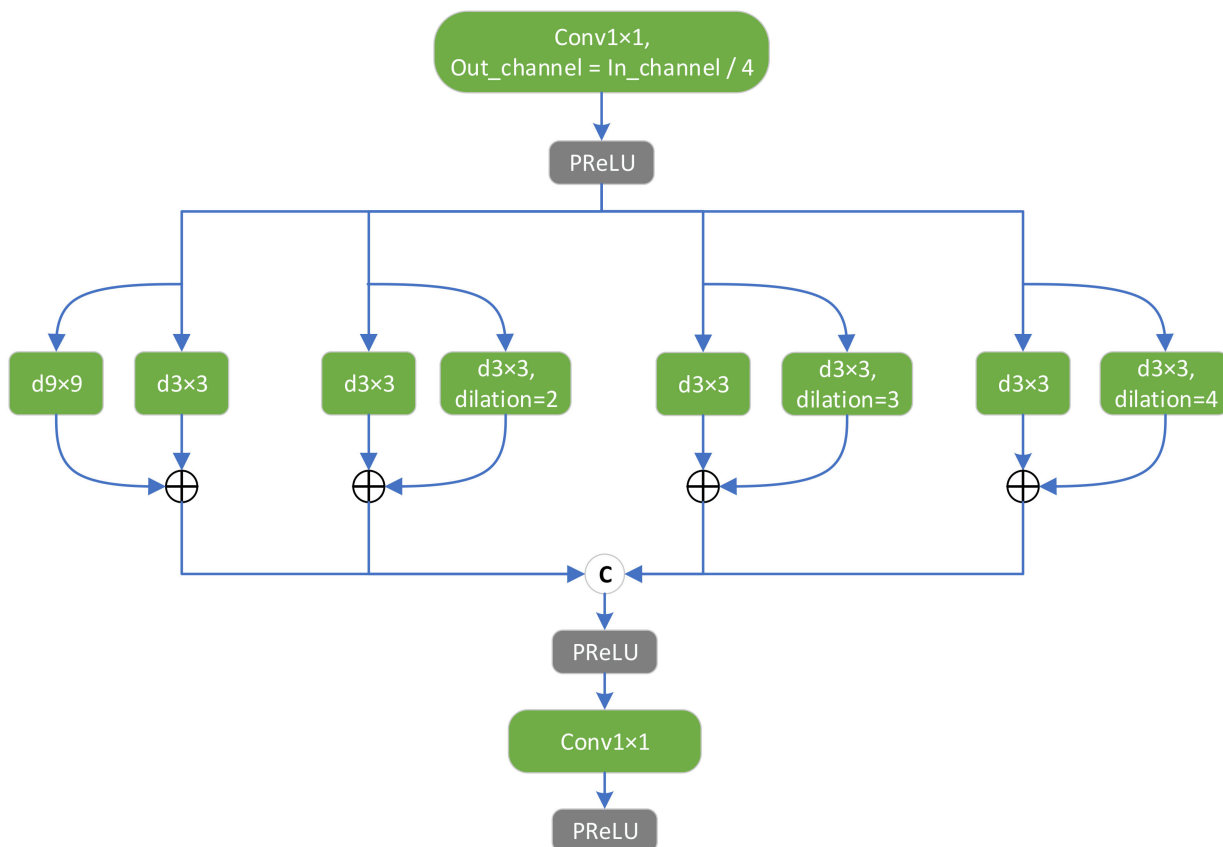 Conv1×1,
Out_channel = In_channel / 4
PReLU
d9×9
d3×3
d3×3
d3×3,
dilation=2
d3×3
d3×3,
dilation=3
d3×3
d3×3,
dilation=4
C
PReLU
Conv1×1
PReLU